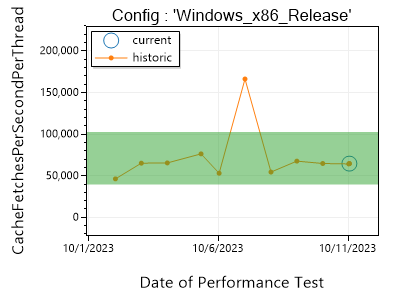 Config : 'Windows_x86_Release'
current
historic
CacheFetchesPerSecondPerThread
200,000
150,000
100,000
50,000
0
10/1/2023
10/6/2023
10/11/2023
Date of Performance Test